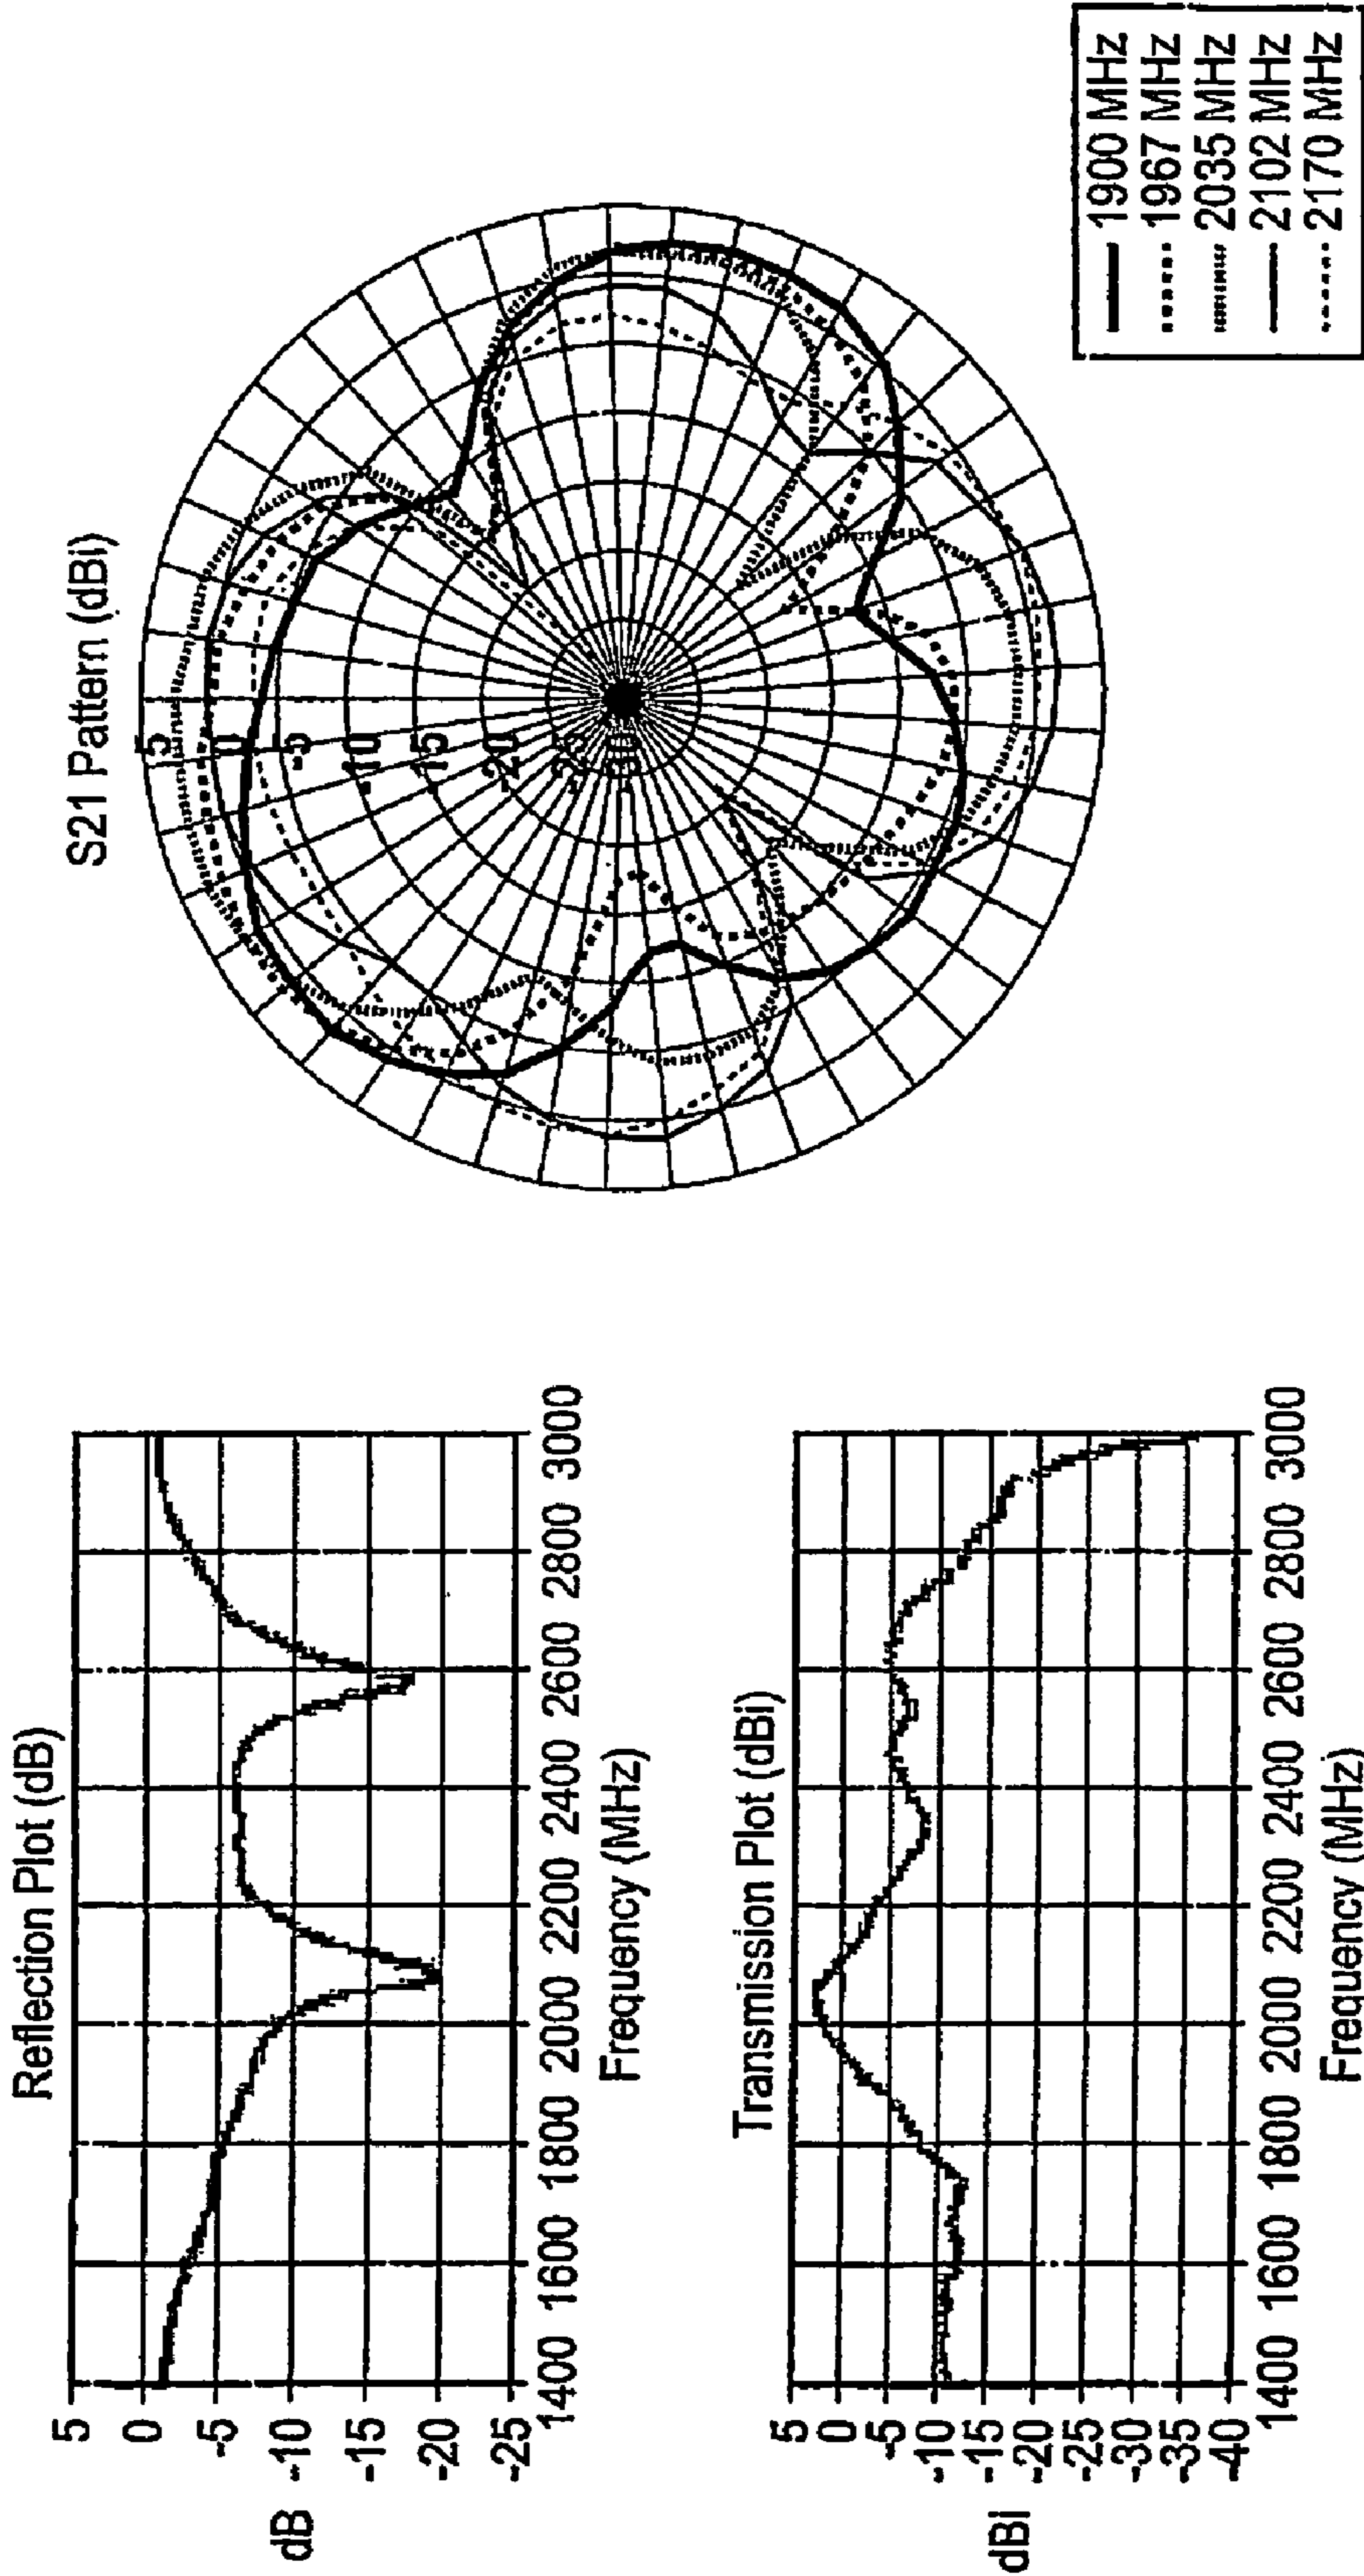 Reflection Plot (dB)
5
0
-5
-10
-15
-20
-25
dB
1400 1600 1800 2000 2200 2400 2600 2800 3000
Frequency (MHz)
Transmission Plot (dBi)
5
0
-5
-10
-15
-20
-25
-30
-35
-40
dBi
1400 1600 1800 2000 2200 2400 2600 2800 3000
Frequency (MHz)
S21 Pattern (dBi)
5
0
-5
-10
-15
-20
1900 MHz
1967 MHz
2035 MHz
2102 MHz
2170 MHz